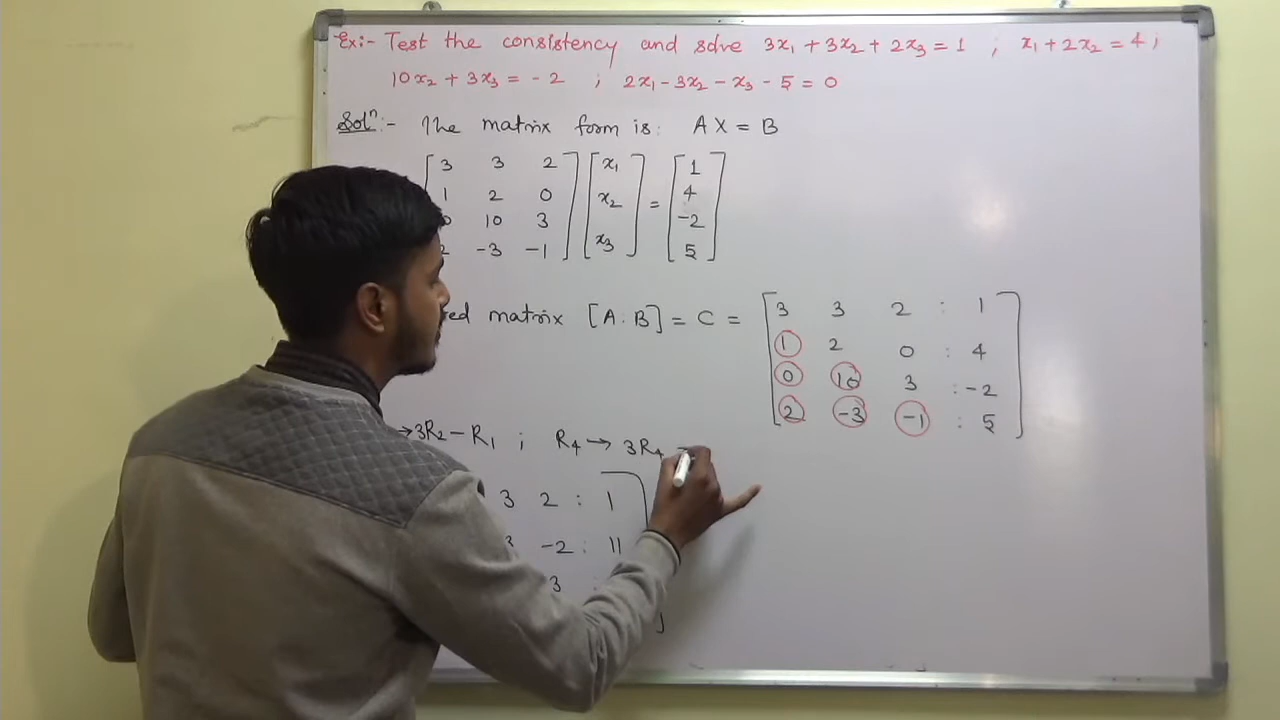 Ex:- Test the consistency and solve 3x₁ + 3x₂ + 2x₃ = 1 ; x₁ + 2x₂ = 4 ;
10x₂ + 3x₃ = - 2 ; 2x₁ - 3x₂ - x₃ - 5 = 0
Solⁿ:- The matrix form is: A X = B
3 3 2 x₁ 1
1 2 0 x₂ = 4
0 10 3 -2
-3 -1 x₃ 5
matrix [A : B] = C = 3 3 2 : 1
1 2 0 : 4
0 10 3 : -2
2 -3 -1 : 5
→ 3R₂ - R₁ ; R₄ → 3R₄ -
3 2 : 1
-2 : 11
3 :